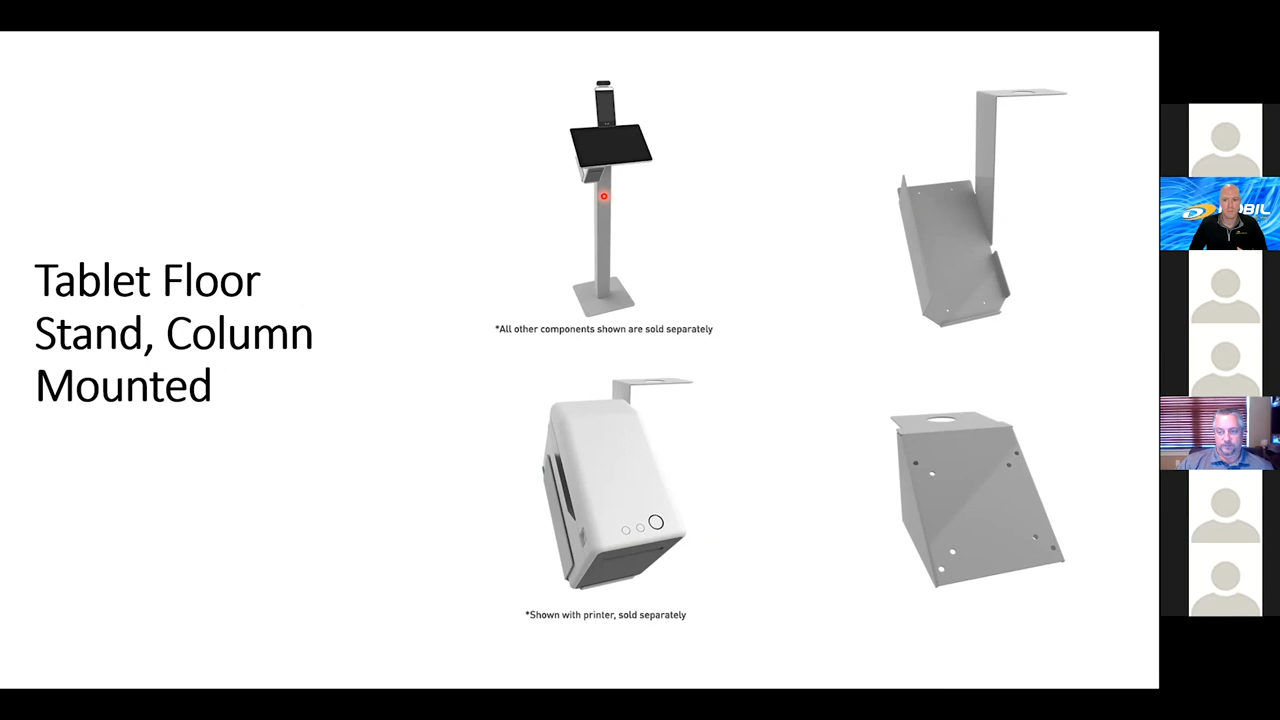 Tablet Floor
Stand, Column
Mounted
*All other components shown are sold separately
*Shown with printer, sold separately